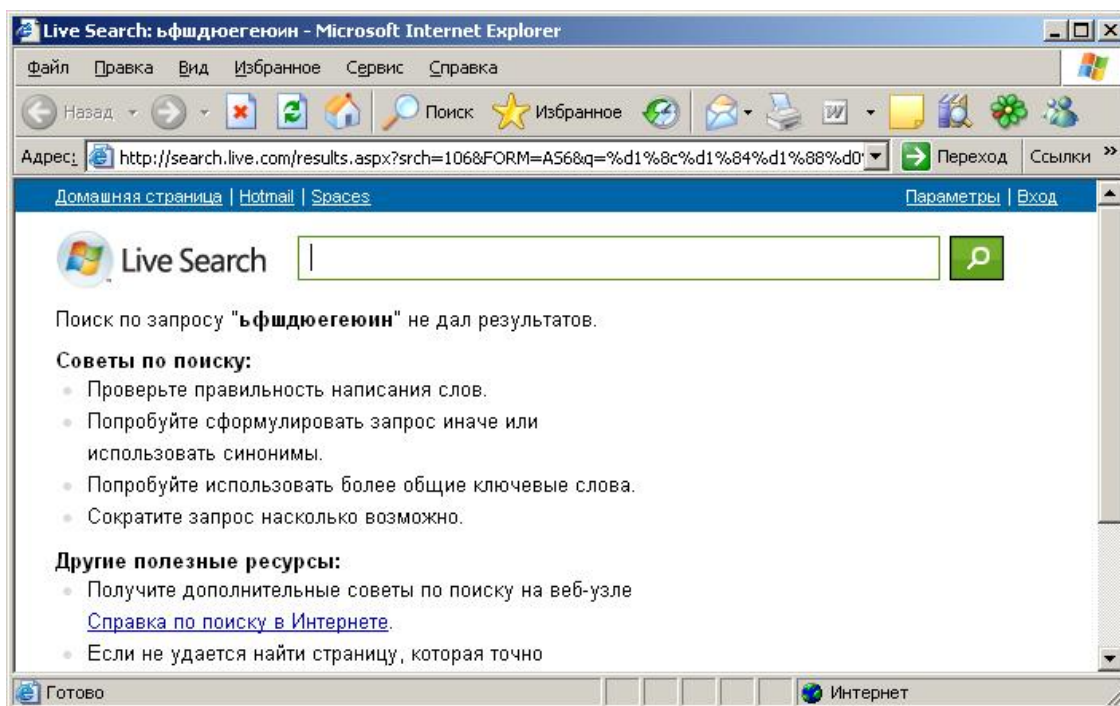 Live Search: ьфшдюегеюин - Microsoft Internet Explorer
Файл Правка Вид Избранное Сервис Справка
Назад Поиск Избранное
Адрес: http://search.live.com/results.aspx?srch=106&FORM=AS6&q=%d1%8c%d1%84%d1%88%d0 Переход Ссылки »
Домашняя страница | Hotmail | Spaces Параметры | Вход
Live Search
Поиск по запросу "ьфшдюегеюин" не дал результатов.
Советы по поиску:
Проверьте правильность написания слов.
Попробуйте сформулировать запрос иначе или
использовать синонимы.
Попробуйте использовать более общие ключевые слова.
Сократите запрос насколько возможно.
Другие полезные ресурсы:
Получите дополнительные советы по поиску на веб-узле
Справка по поиску в Интернете.
Если не удается найти страницу, которая точно
Готово Интернет